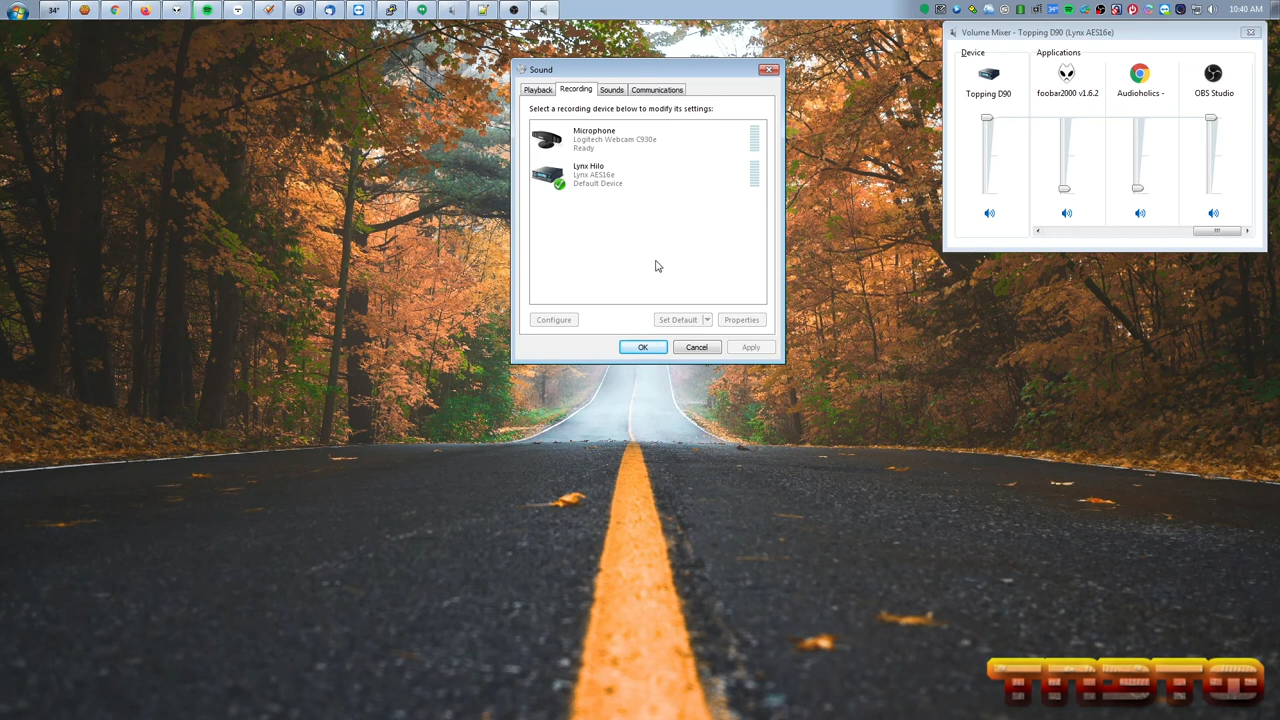 34°
34°
10:40 AM
Volume Mixer - Topping D90 (Lynx AES16e)
Device
Applications
Topping D90
foobar2000 v1.6.2
Audioholics -
OBS Studio
Sound
Playback
Recording
Sounds
Communications
Select a recording device below to modify its settings:
Microphone
Logitech Webcam C930e
Ready
Lynx Hilo
Lynx AES16e
Default Device
Configure
Set Default
Properties
OK
Cancel
Apply